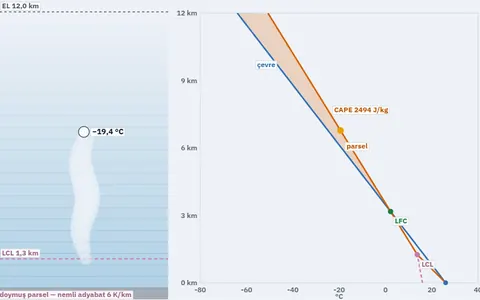 EL 12,0 km
−19,4 °C
LCL 1,3 km
doymuş parsel — nemli adyabat 6 K/km
12 km
9 km
6 km
3 km
0 km
çevre
CAPE 2494 J/kg
parsel
LFC
LCL
-80
-60
-40
-20
0
20
40
°C